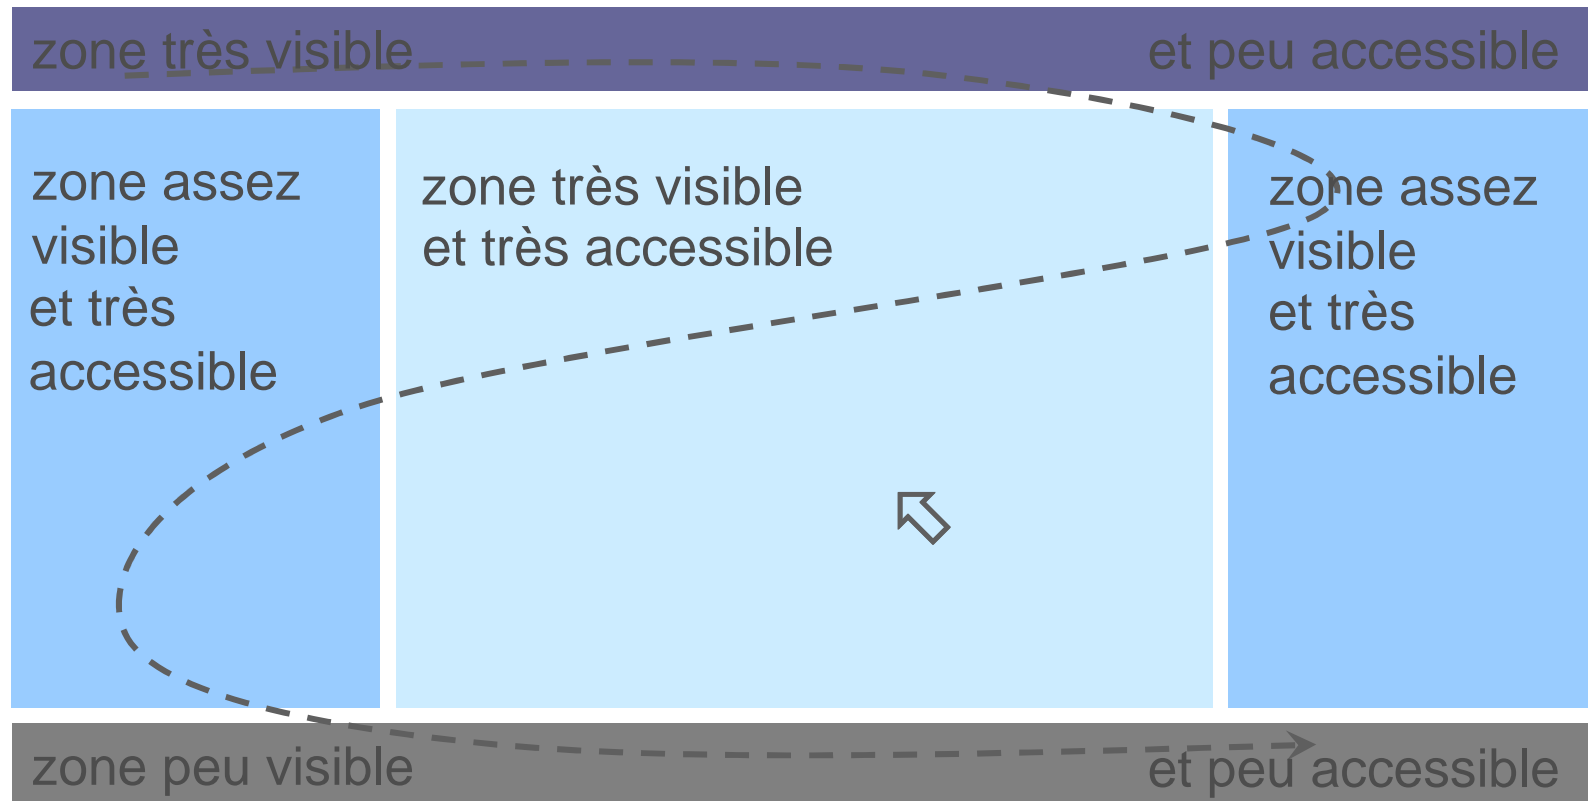 zone très visible et peu accessible
zone assez
visible
et très
accessible
zone très visible
et très accessible
zone assez
visible
et très
accessible
zone peu visible et peu accessible